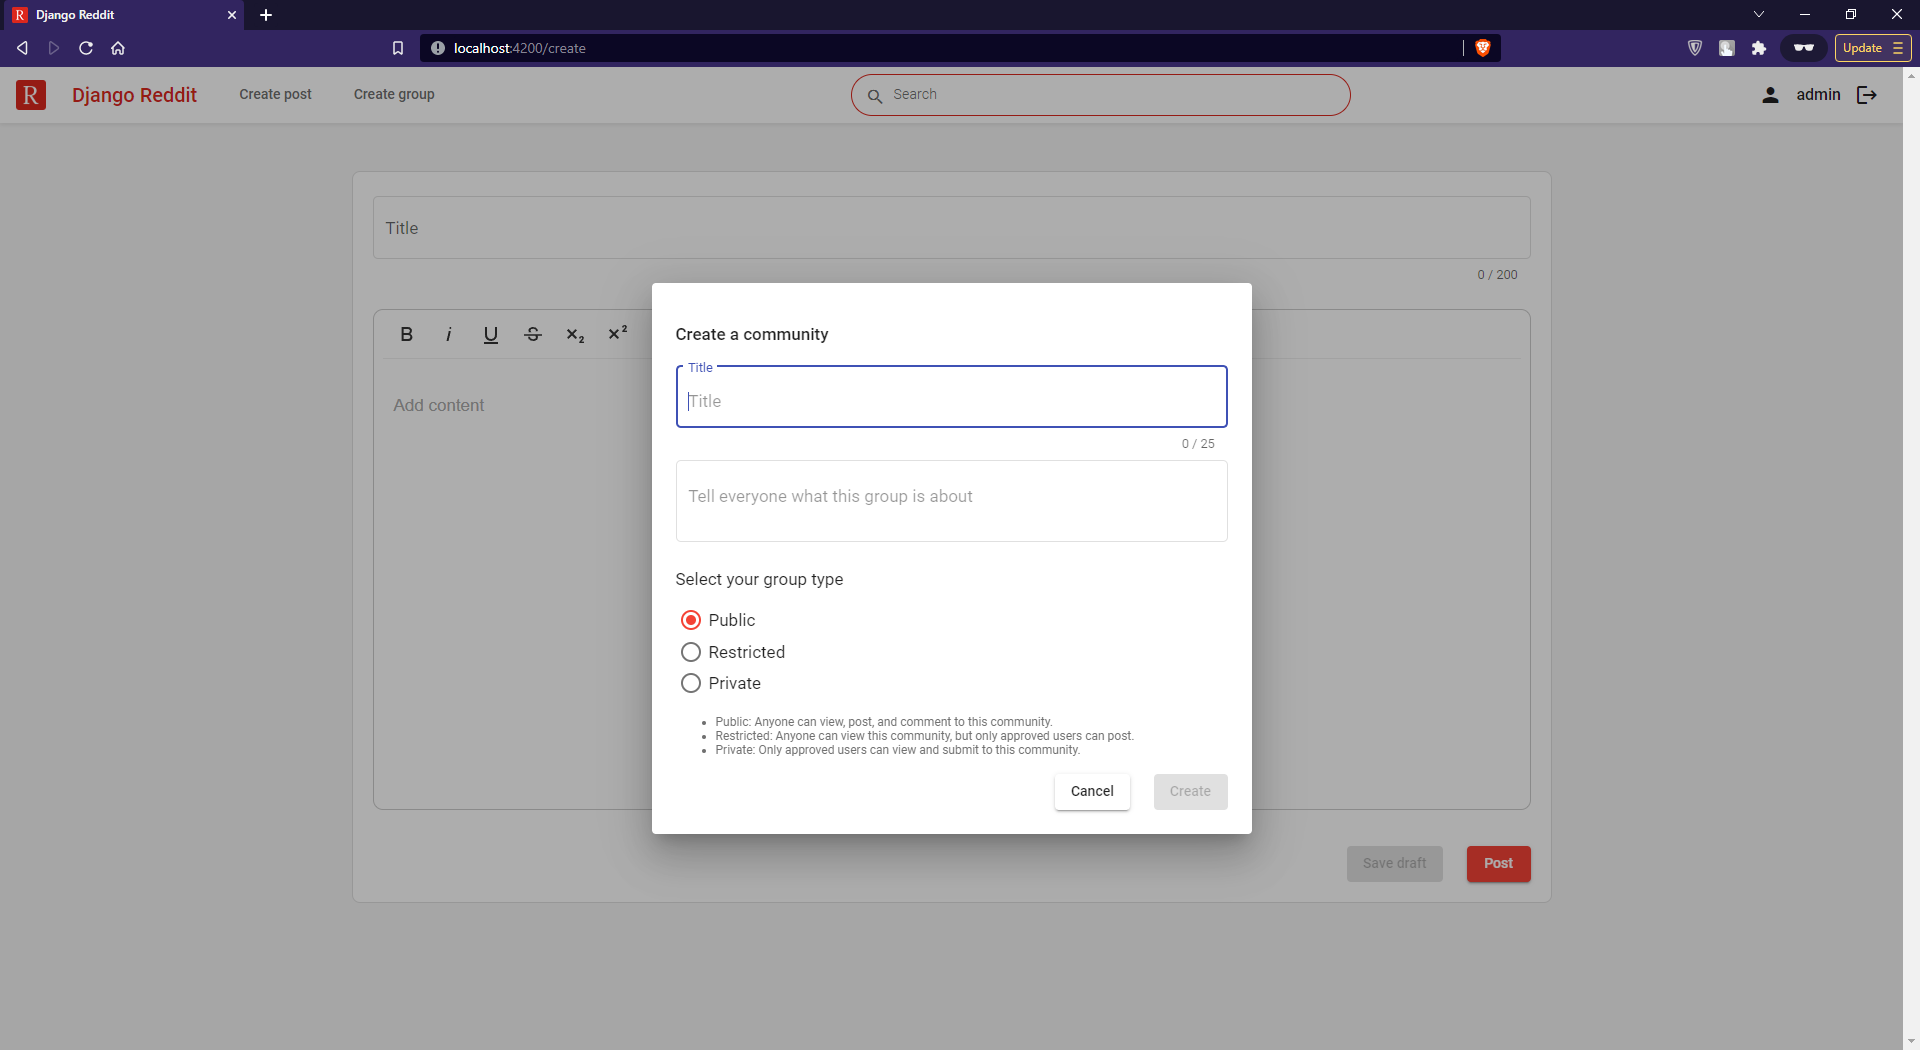 R Django Reddit
localhost:4200/create
Update
R Django Reddit Create post Create group Search admin
Title
0 / 200
B i U S x₂ x²
Add content
Create a community
Title
Title
0 / 25
Tell everyone what this group is about
Select your group type
Public
Restricted
Private
• Public: Anyone can view, post, and comment to this community.
• Restricted: Anyone can view this community, but only approved users can post.
• Private: Only approved users can view and submit to this community.
Cancel Create
Save draft Post